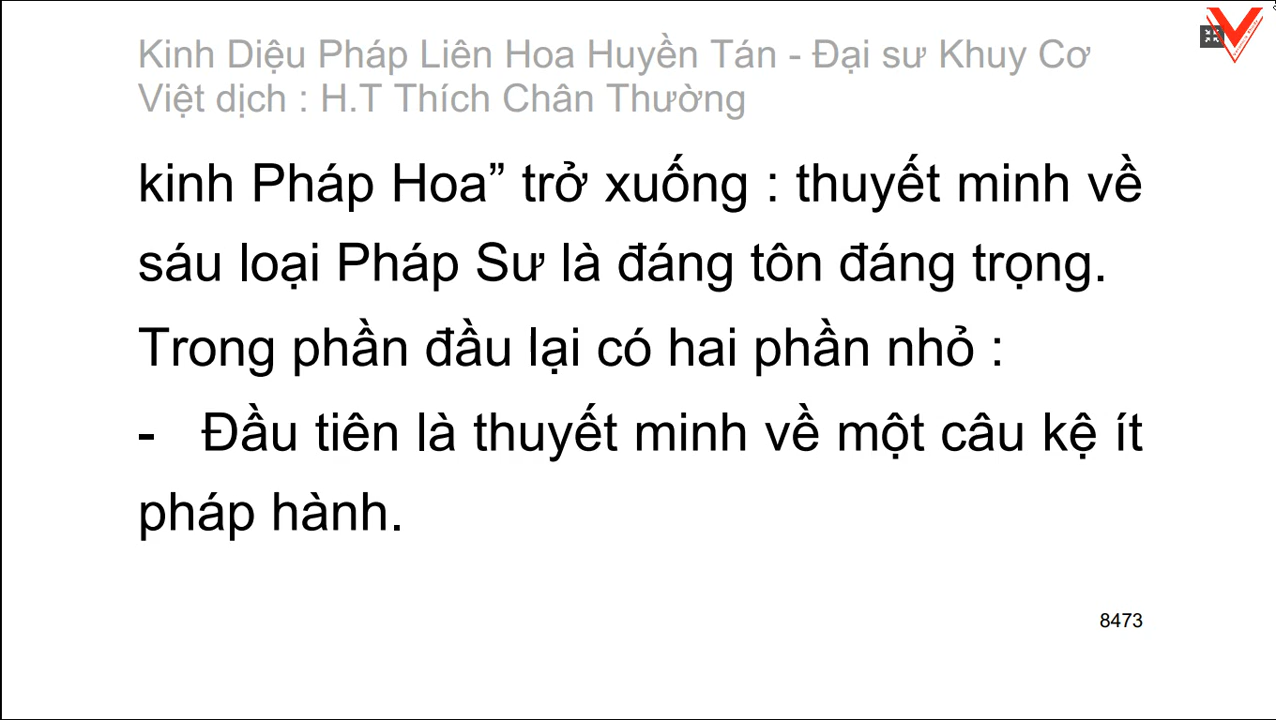 Kinh Diệu Pháp Liên Hoa Huyền Tán - Đại sư Khuy Cơ
Việt dịch : H.T Thích Chân Thường
kinh Pháp Hoa” trở xuống : thuyết minh về
sáu loại Pháp Sư là đáng tôn đáng trọng.
Trong phần đầu lại có hai phần nhỏ :
- Đầu tiên là thuyết minh về một câu kệ ít
pháp hành.
8473